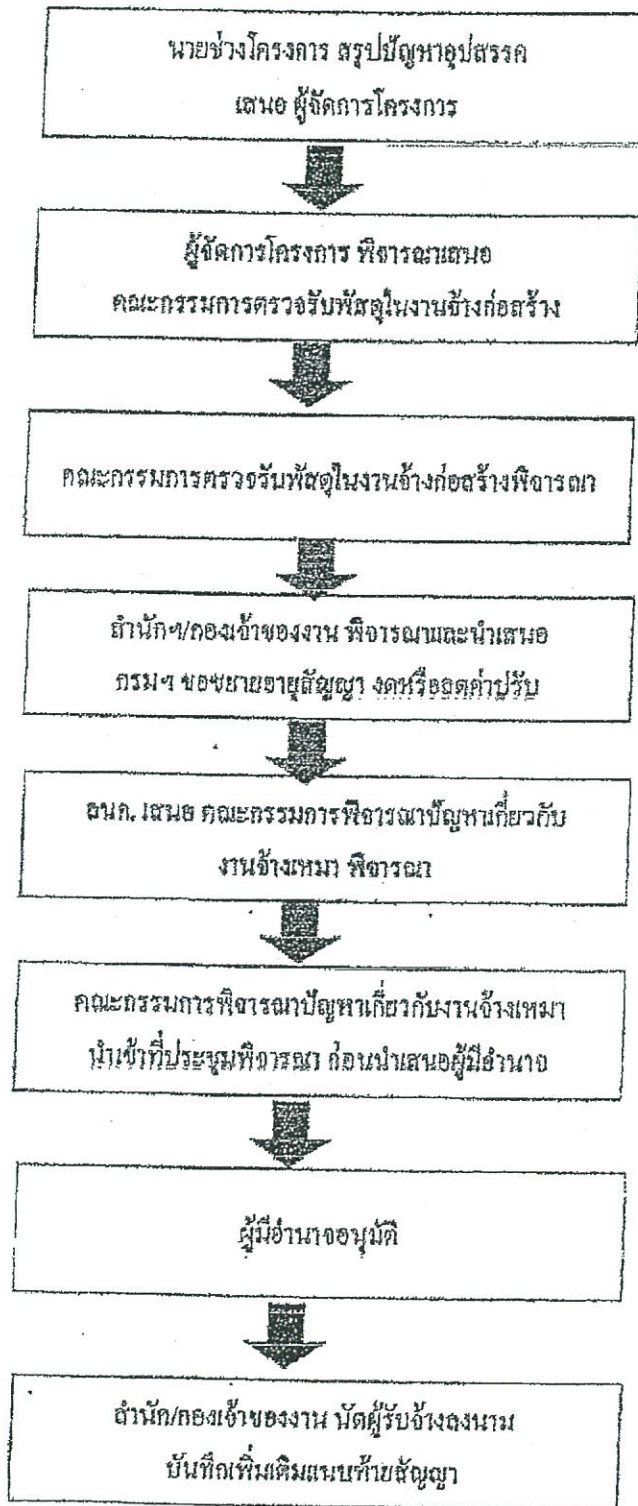 นายช่างโครงการ สรุปปัญหาอุปสรรค
เสนอ ผู้จัดการโครงการ
ผู้จัดการโครงการ พิจารณาเสนอ
คณะกรรมการตรวจรับพัสดุในงานจ้างก่อสร้าง
คณะกรรมการตรวจรับพัสดุในงานจ้างก่อสร้างพิจารณา
สำนักฯ/กองเจ้าของงาน พิจารณาและนำเสนอ
กรมฯ ขอขยายอายุสัญญา งดหรือลดค่าปรับ
อนก. เสนอ คณะกรรมการพิจารณาปัญหาเกี่ยวกับ
งานจ้างเหมา พิจารณา
คณะกรรมการพิจารณาปัญหาเกี่ยวกับงานจ้างเหมา
นำเข้าที่ประชุมพิจารณา ก่อนนำเสนอผู้มีอำนาจ
ผู้มีอำนาจอนุมัติ
สำนัก/กองเจ้าของงาน นัดผู้รับจ้างลงนาม
บันทึกเพิ่มเติมแนบท้ายสัญญา